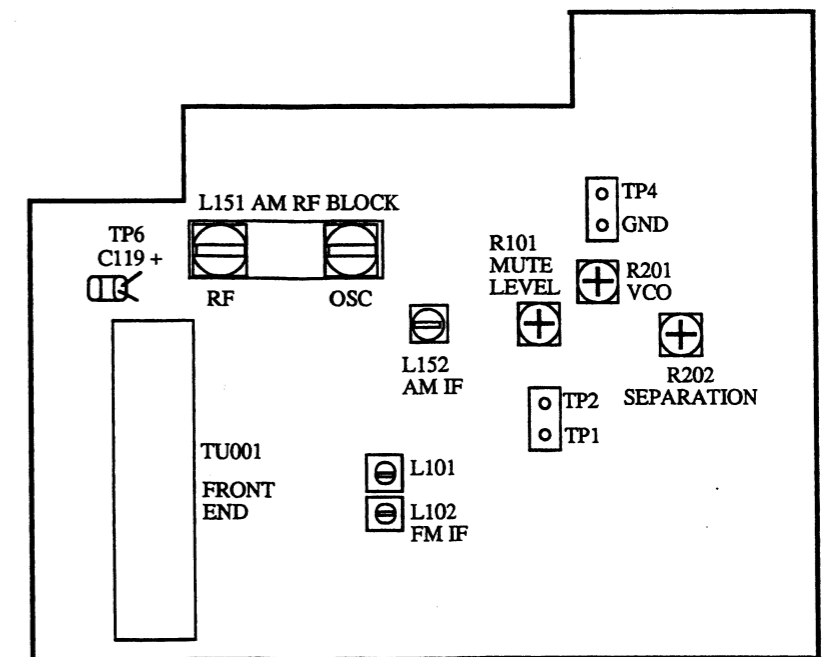 L151 AM RF BLOCK
TP6
C119 +
RF
OSC
TP4
GND
R101
MUTE
LEVEL
R201
VCO
L152
AM IF
R202
SEPARATION
TP2
TP1
TU001
FRONT
END
L101
L102
FM IF